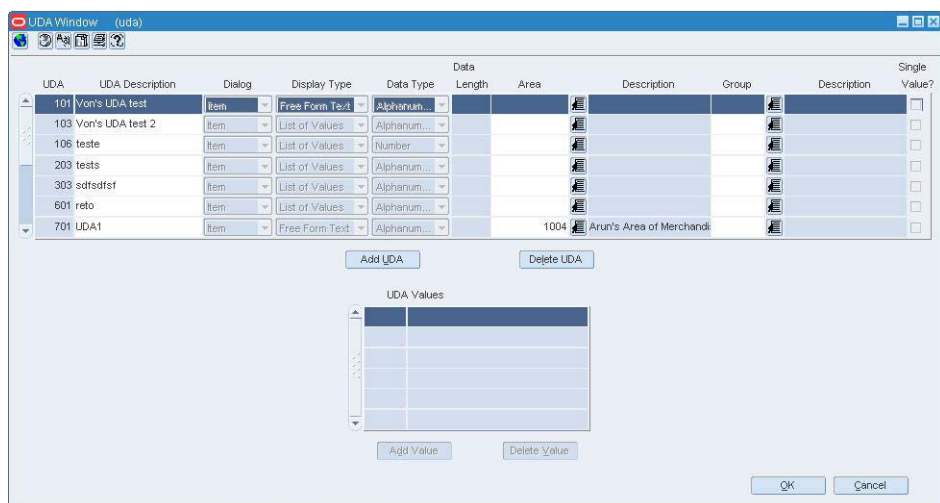 UDA Window (uda)
Data Single
UDA UDA Description Dialog Display Type Data Type Length Area Description Group Description Value?
101 Von's UDA test Item Free Form Text Alphanum...
103 Von's UDA test 2 Item List of Values Alphanum...
106 teste Item List of Values Number
203 tests Item List of Values Alphanum...
303 sdfsdfsf Item List of Values Alphanum...
601 reto Item List of Values Alphanum...
701 UDA1 Item Free Form Text Alphanum... 1004 Arun's Area of Merchandi
Add UDA Delete UDA
UDA Values
Add Value Delete Value
OK Cancel